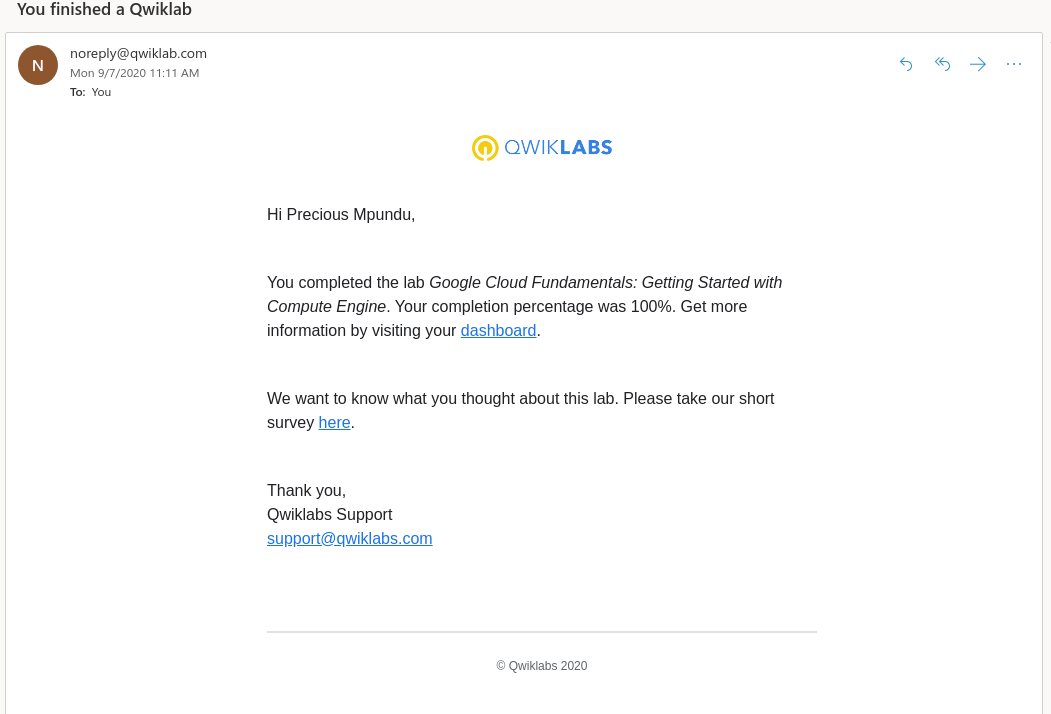 You finished a Qwiklab
N
noreply@qwiklab.com
Mon 9/7/2020 11:11 AM
To: You
QWIKLABS
Hi Precious Mpundu,
You completed the lab Google Cloud Fundamentals: Getting Started with
Compute Engine. Your completion percentage was 100%. Get more
information by visiting your dashboard.
We want to know what you thought about this lab. Please take our short
survey here.
Thank you,
Qwiklabs Support
support@qwiklabs.com
© Qwiklabs 2020